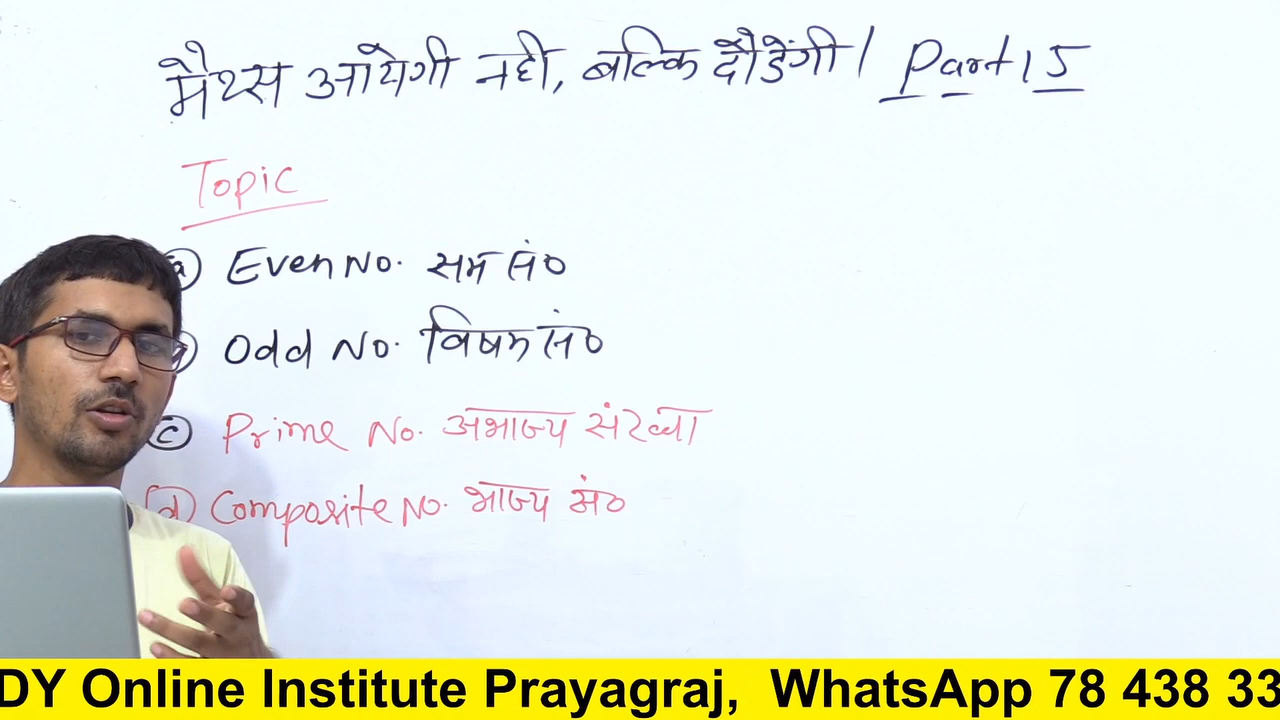 मैथ्स आयेगी नही, बल्कि दौडेंगी। Part 15
Topic
(a) Even No. सम सं०
Odd No. विषम सं०
(c) Prime No. अभाज्य संख्या
(d) Composite No. भाज्य सं०
DY Online Institute Prayagraj, WhatsApp 78 438 33